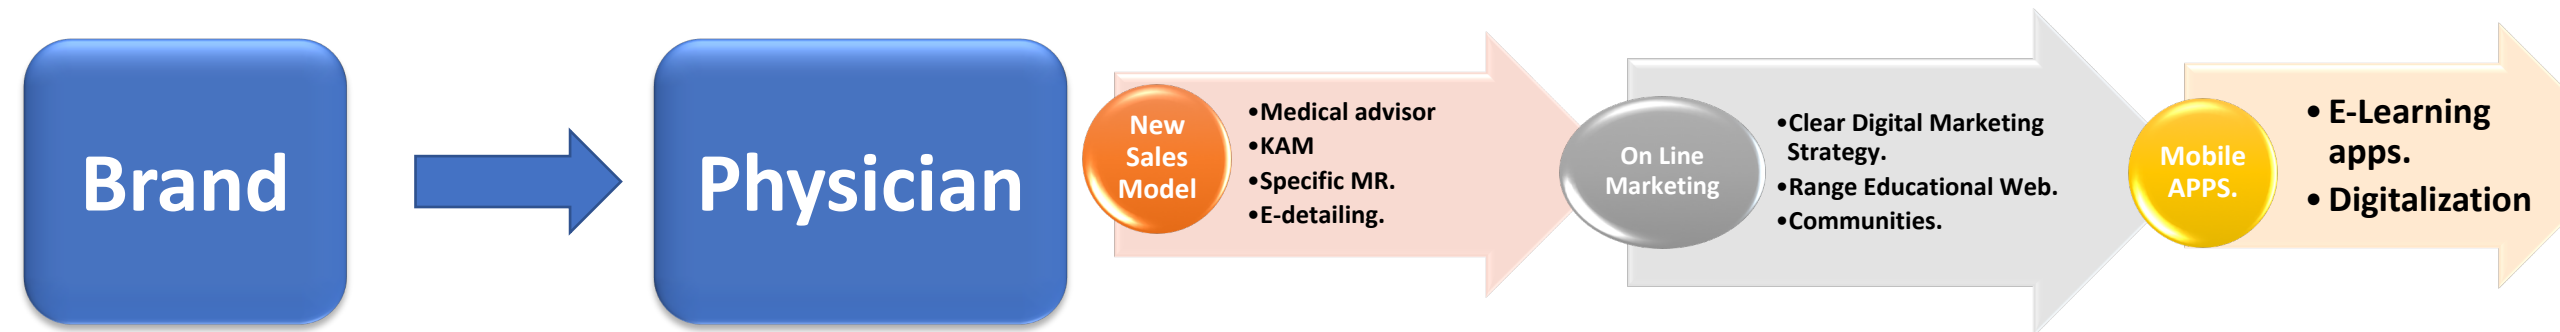 Brand
Physician
New
Sales
Model
•Medical advisor
•KAM
•Specific MR.
•E-detailing.
On Line
Marketing
•Clear Digital Marketing
Strategy.
•Range Educational Web.
•Communities.
Mobile
APPS.
• E-Learning
apps.
• Digitalization